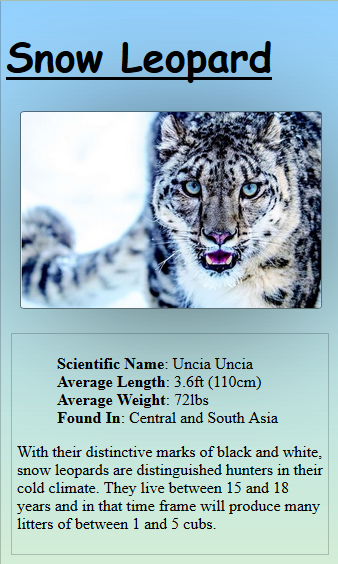 Snow Leopard
Scientific Name: Uncia Uncia
Average Length: 3.6ft (110cm)
Average Weight: 72lbs
Found In: Central and South Asia
With their distinctive marks of black and white,
snow leopards are distinguished hunters in their
cold climate. They live between 15 and 18
years and in that time frame will produce many
litters of between 1 and 5 cubs.